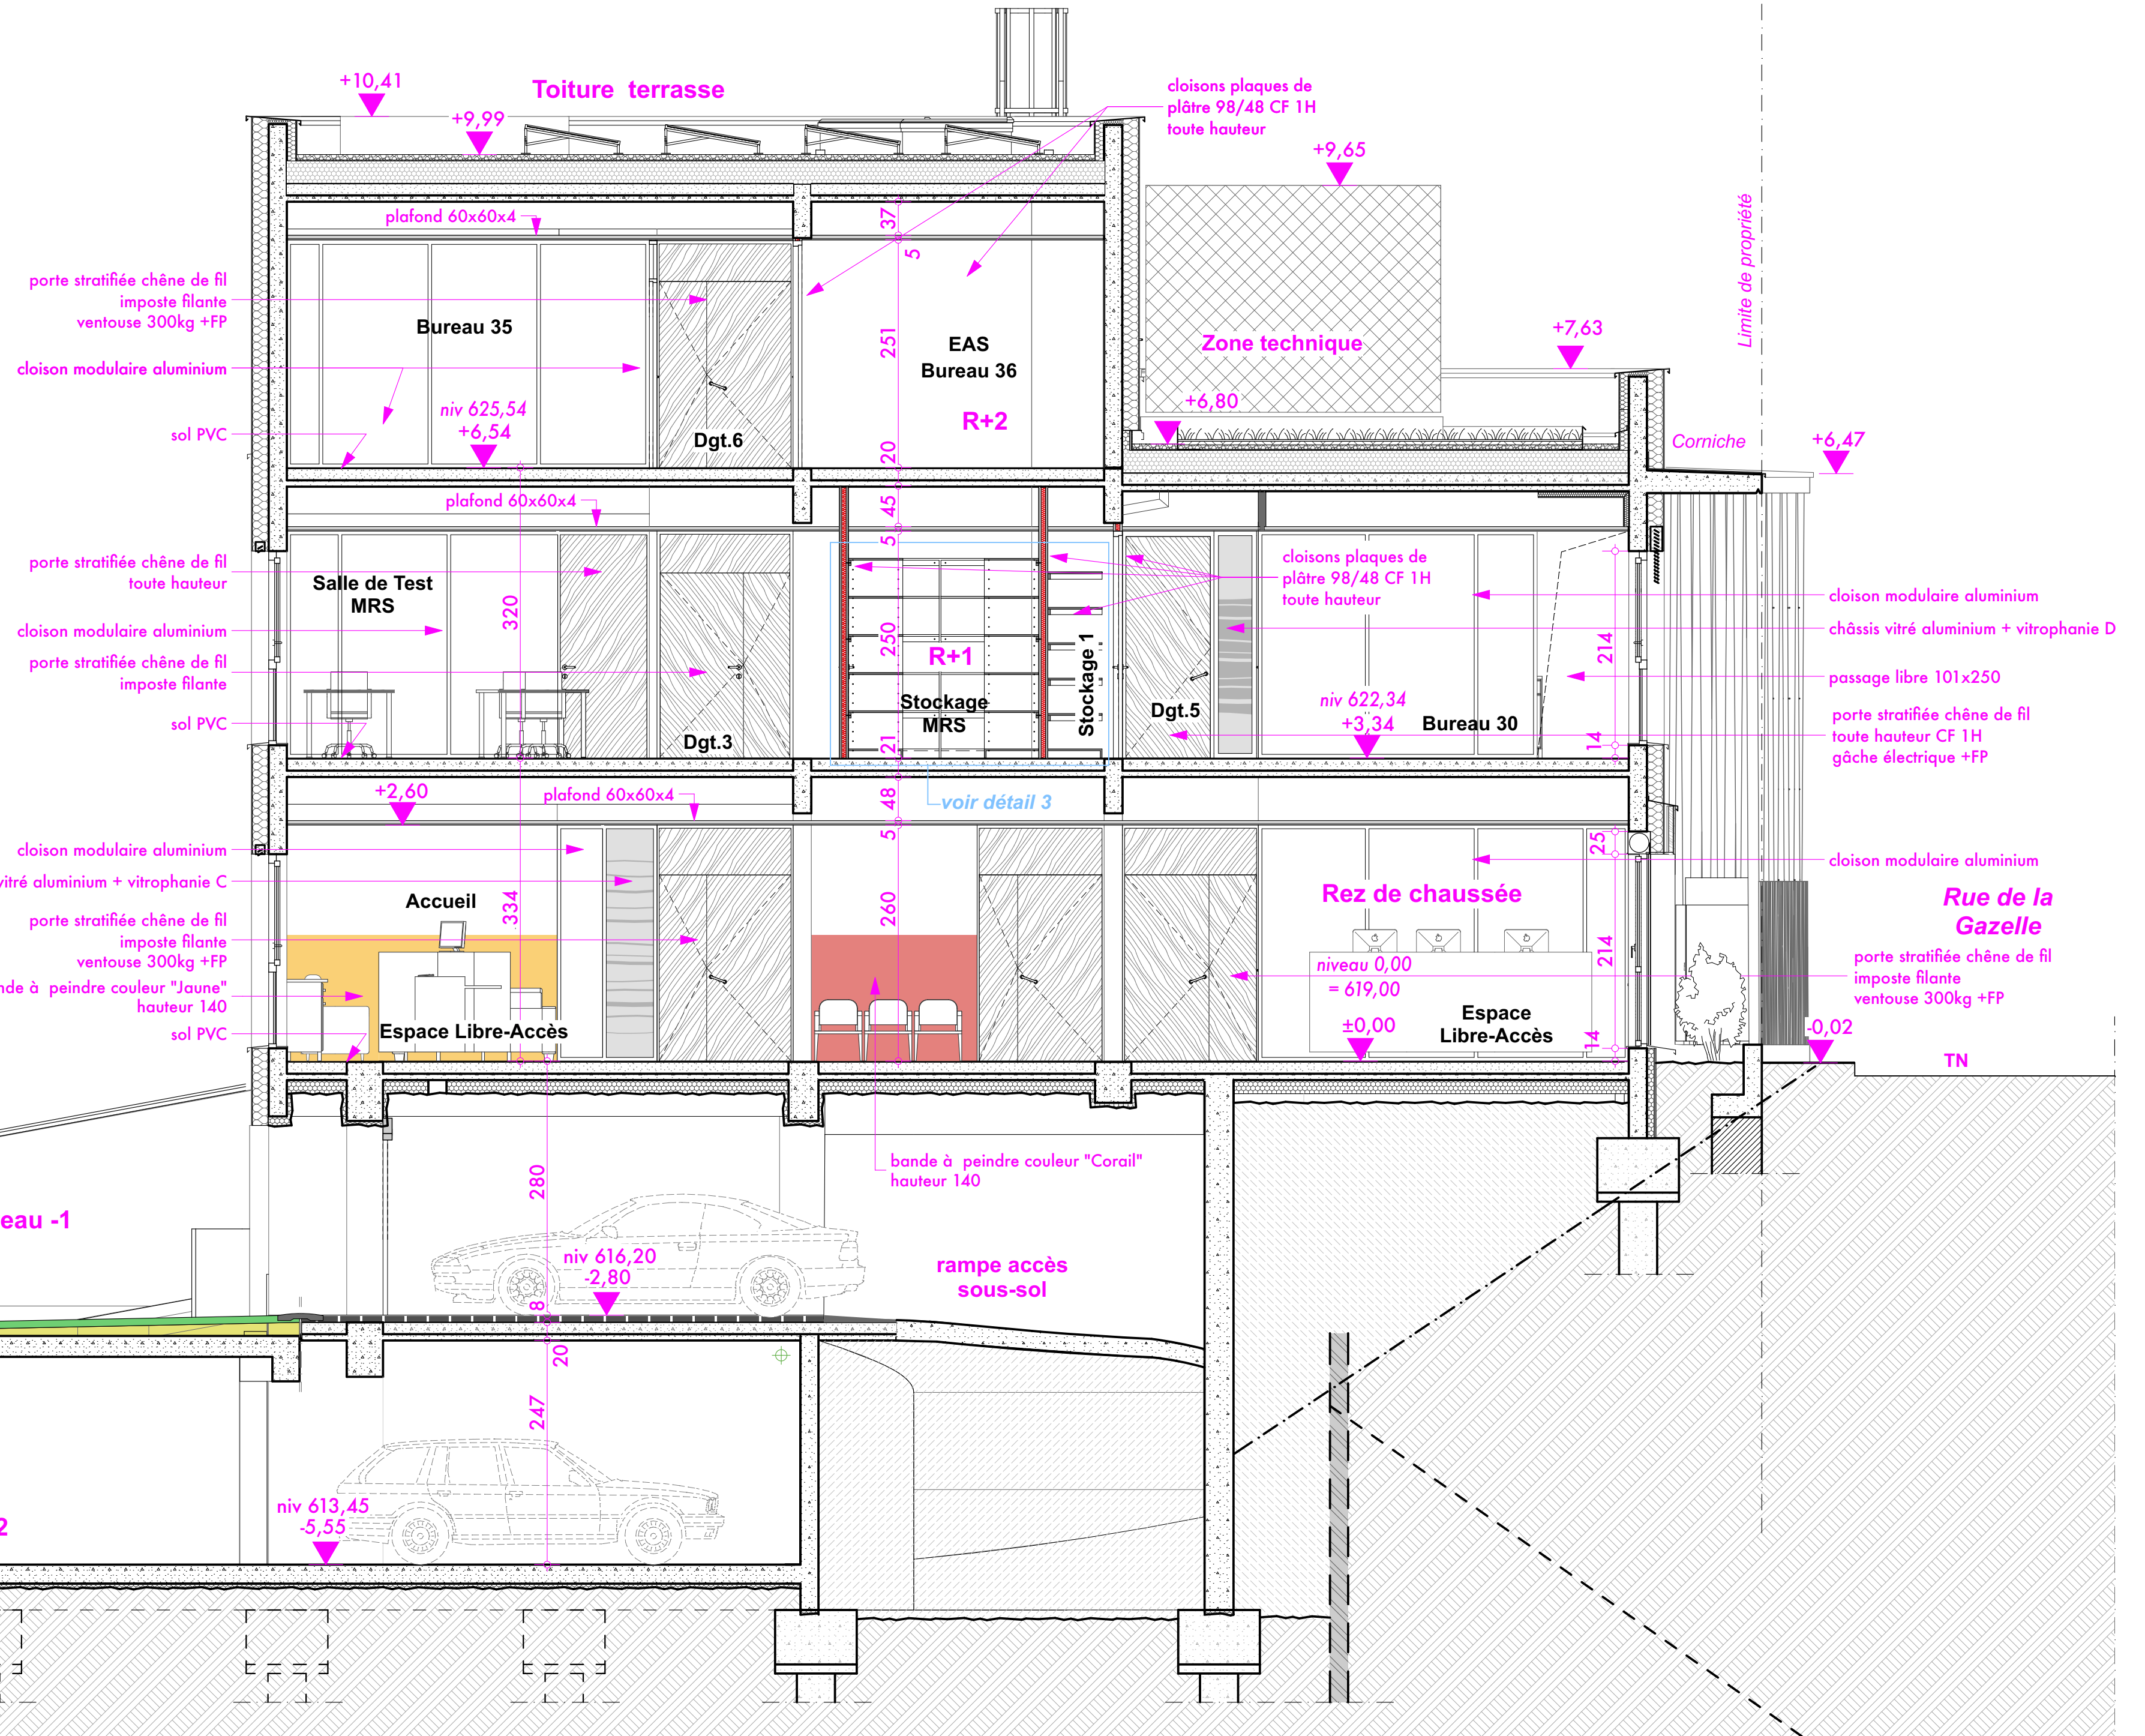 +10,41
Toiture terrasse
+9,99
cloisons plaques de
plâtre 98/48 CF 1H
toute hauteur
+9,65
Limite de propriété
plafond 60x60x4
37
5
porte stratifiée chêne de fil
imposte filante
ventouse 300kg +FP
Bureau 35
cloison modulaire aluminium
251
EAS
Bureau 36
Zone technique
+7,63
niv 625,54
+6,54
sol PVC
Dgt.6
R+2
20
+6,80
Corniche
+6,47
plafond 60x60x4
45
5
porte stratifiée chêne de fil
toute hauteur
Salle de Test
MRS
320
cloisons plaques de
plâtre 98/48 CF 1H
toute hauteur
cloison modulaire aluminium
cloison modulaire aluminium
châssis vitré aluminium + vitrophanie D
250
R+1
214
porte stratifiée chêne de fil
imposte filante
passage libre 101x250
Stockage
MRS
Stockage 1
Dgt.5
niv 622,34
+3,34
Bureau 30
sol PVC
Dgt.3
21
14
porte stratifiée chêne de fil
toute hauteur CF 1H
gâche électrique +FP
+2,60
plafond 60x60x4
48
voir détail 3
5
25
cloison modulaire aluminium
cloison modulaire aluminium
vitré aluminium + vitrophanie C
Accueil
334
260
Rez de chaussée
Rue de la
Gazelle
porte stratifiée chêne de fil
imposte filante
ventouse 300kg +FP
214
niveau 0,00
= 619,00
porte stratifiée chêne de fil
imposte filante
ventouse 300kg +FP
nde à peindre couleur "Jaune"
hauteur 140
sol PVC
Espace Libre-Accès
±0,00
Espace
Libre-Accès
14
-0,02
TN
280
bande à peindre couleur "Corail"
hauteur 140
eau -1
niv 616,20
-2,80
rampe accès
sous-sol
8
20
247
niv 613,45
-5,55
2